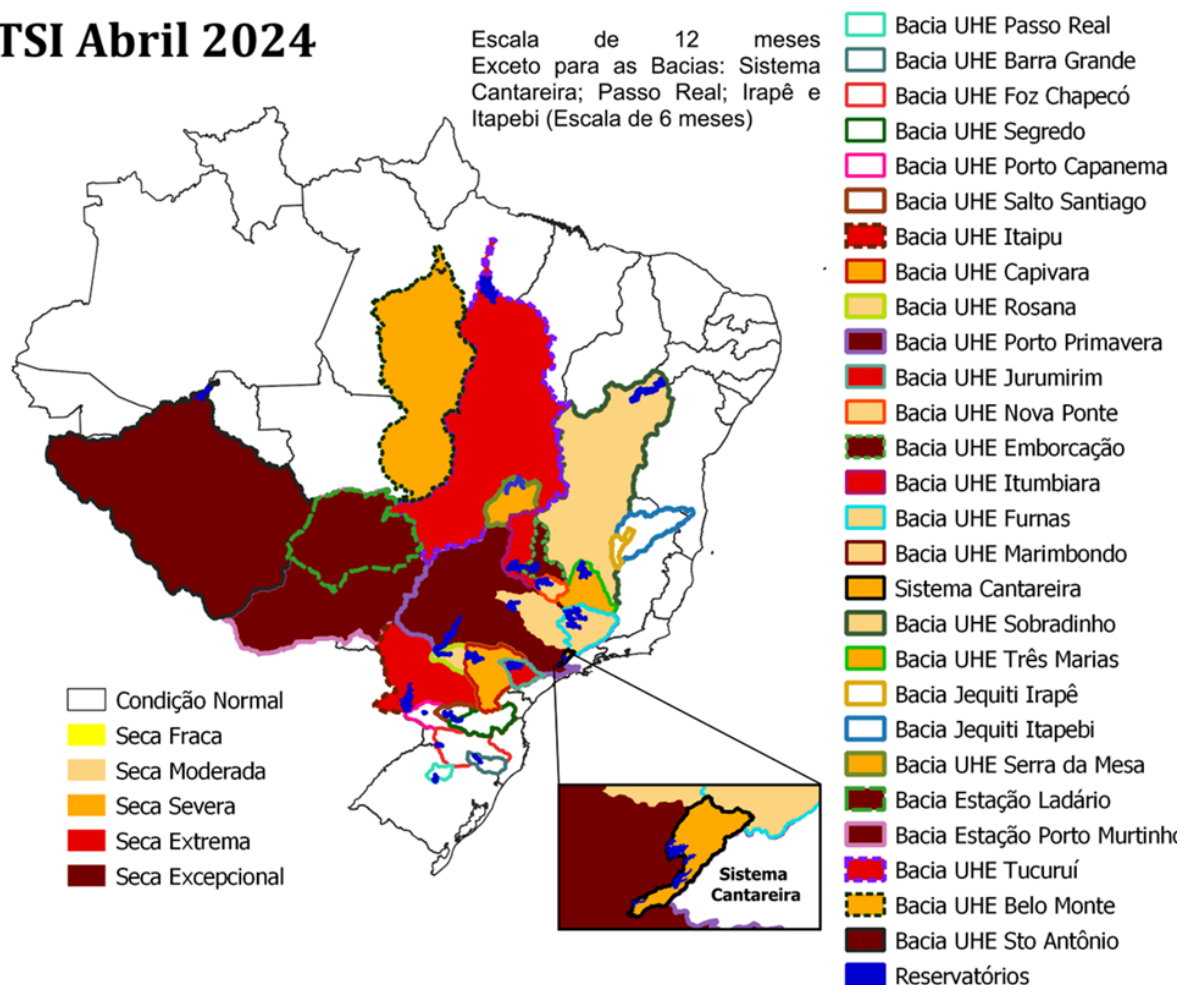 TSI Abril 2024
Escala de 12 meses
Exceto para as Bacias: Sistema
Cantareira; Passo Real; Irapê e
Itapebi (Escala de 6 meses)
Bacia UHE Passo Real
Bacia UHE Barra Grande
Bacia UHE Foz Chapecó
Bacia UHE Segredo
Bacia UHE Porto Capanema
Bacia UHE Salto Santiago
Bacia UHE Itaipu
Bacia UHE Capivara
Bacia UHE Rosana
Bacia UHE Porto Primavera
Bacia UHE Jurumirim
Bacia UHE Nova Ponte
Bacia UHE Emborcação
Bacia UHE Itumbiara
Bacia UHE Furnas
Bacia UHE Marimbondo
Sistema Cantareira
Bacia UHE Sobradinho
Bacia UHE Três Marias
Bacia Jequiti Irapê
Bacia Jequiti Itapebi
Bacia UHE Serra da Mesa
Bacia Estação Ladário
Bacia Estação Porto Murtinho
Bacia UHE Tucuruí
Bacia UHE Belo Monte
Bacia UHE Sto Antônio
Reservatórios
Condição Normal
Seca Fraca
Seca Moderada
Seca Severa
Seca Extrema
Seca Excepcional
Sistema
Cantareira